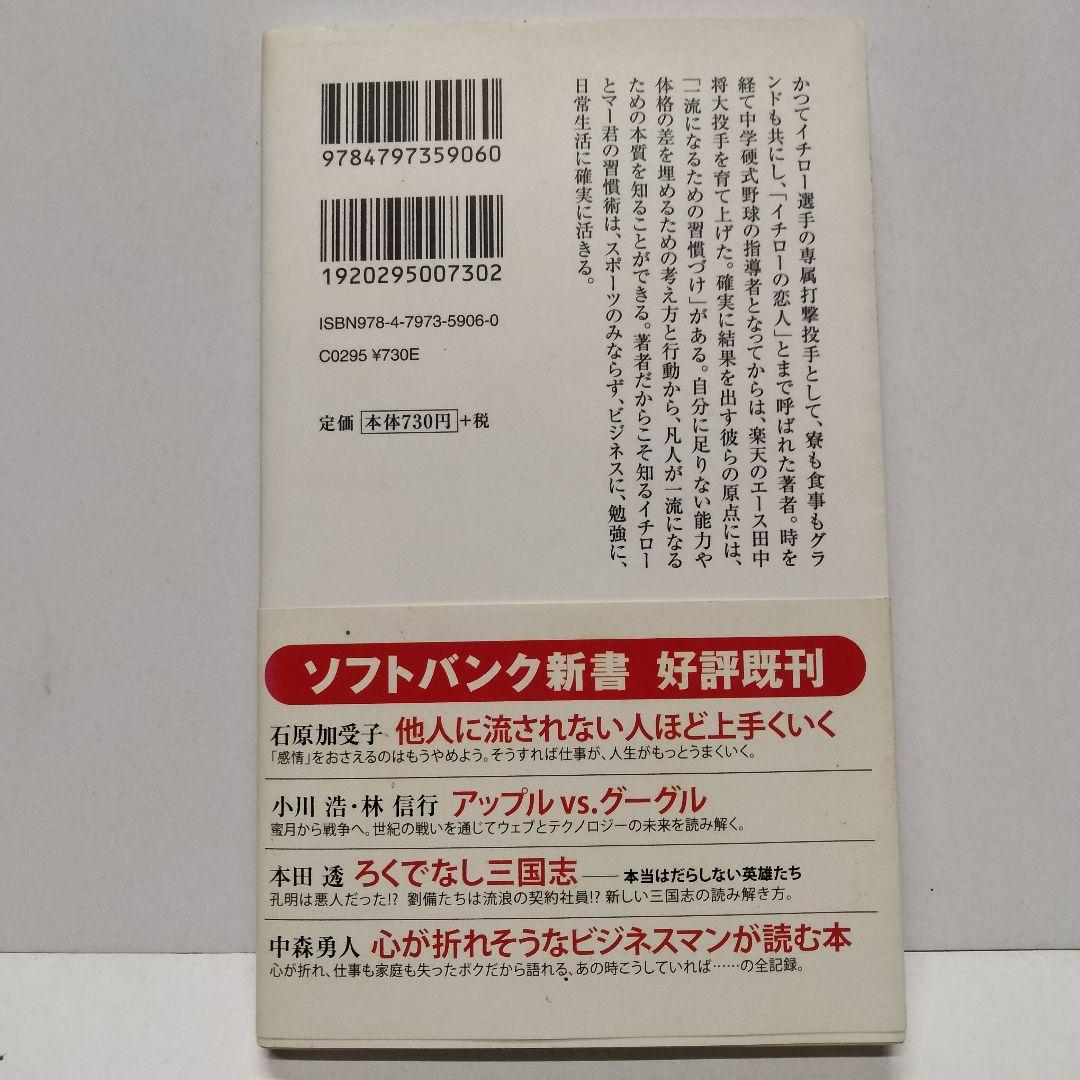 かつてイチロー選手の専属打撃投手として、寮も食事もグラ
ンドも共にし、「イチローの恋人」とまで呼ばれた著者。時を
経て中学硬式野球の指導者となってからは、楽天のエース田中
将大投手を育て上げた。確実に結果を出す彼らの原点には、
「一流になるための習慣づけ」がある。自分に足りない能力や
体格の差を埋めるための考え方と行動から、凡人が一流になる
ための本質を知ることができる。著者だからこそ知るイチロー
とマー君の習慣術は、スポーツのみならず、ビジネスに、勉強に、
日常生活に確実に活きる。
9784797359060
1920295007302
ISBN978-4-7973-5906-0
C0295 ¥730E
定価 本体730円 +税
ソフトバンク新書 好評既刊
石原加受子 他人に流されない人ほど上手くいく
「感情」をおさえるのはもうやめよう。そうすれば仕事が、人生がもっとうまくいく。
小川 浩・林 信行 アップル vs.グーグル
蜜月から戦争へ。世紀の戦いを通じてウェブとテクノロジーの未来を読み解く。
本田 透 ろくでなし三国志 ── 本当はだらしない英雄たち
孔明は悪人だった!? 劉備たちは流浪の契約社員!? 新しい三国志の読み解き方。
中森勇人 心が折れそうなビジネスマンが読む本
心が折れ、仕事も家庭も失ったボクだから語れる、あの時こうしていれば……の全記録。